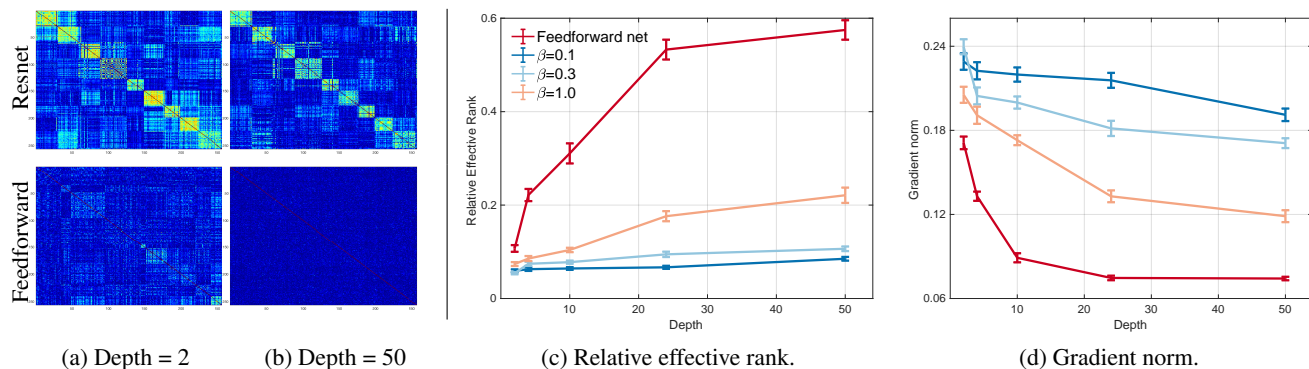 Resnet
Feedforward
(a) Depth = 2
(b) Depth = 50
Relative Effective Rank
0.6
0.4
0.2
0
Feedforward net
β=0.1
β=0.3
β=1.0
10
20
30
40
50
Depth
(c) Relative effective rank.
Gradient norm
0.24
0.18
0.12
0.06
10
20
30
40
50
Depth
(d) Gradient norm.